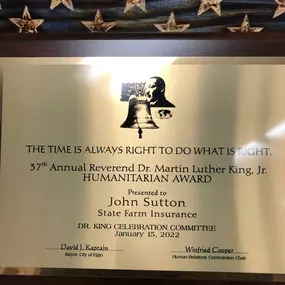 THE TIME IS ALWAYS RIGHT TO DO WHAT IS RIGHT.
37th Annual Reverend Dr. Martin Luther King, Jr.
HUMANITARIAN AWARD
Presented to
John Sutton
State Farm Insurance
DR. KING CELEBRATION COMMITTEE
January 15, 2022
David J. Kaptain Winifred Cooper
Mayor, City of Elgin Human Relations Commission Chair